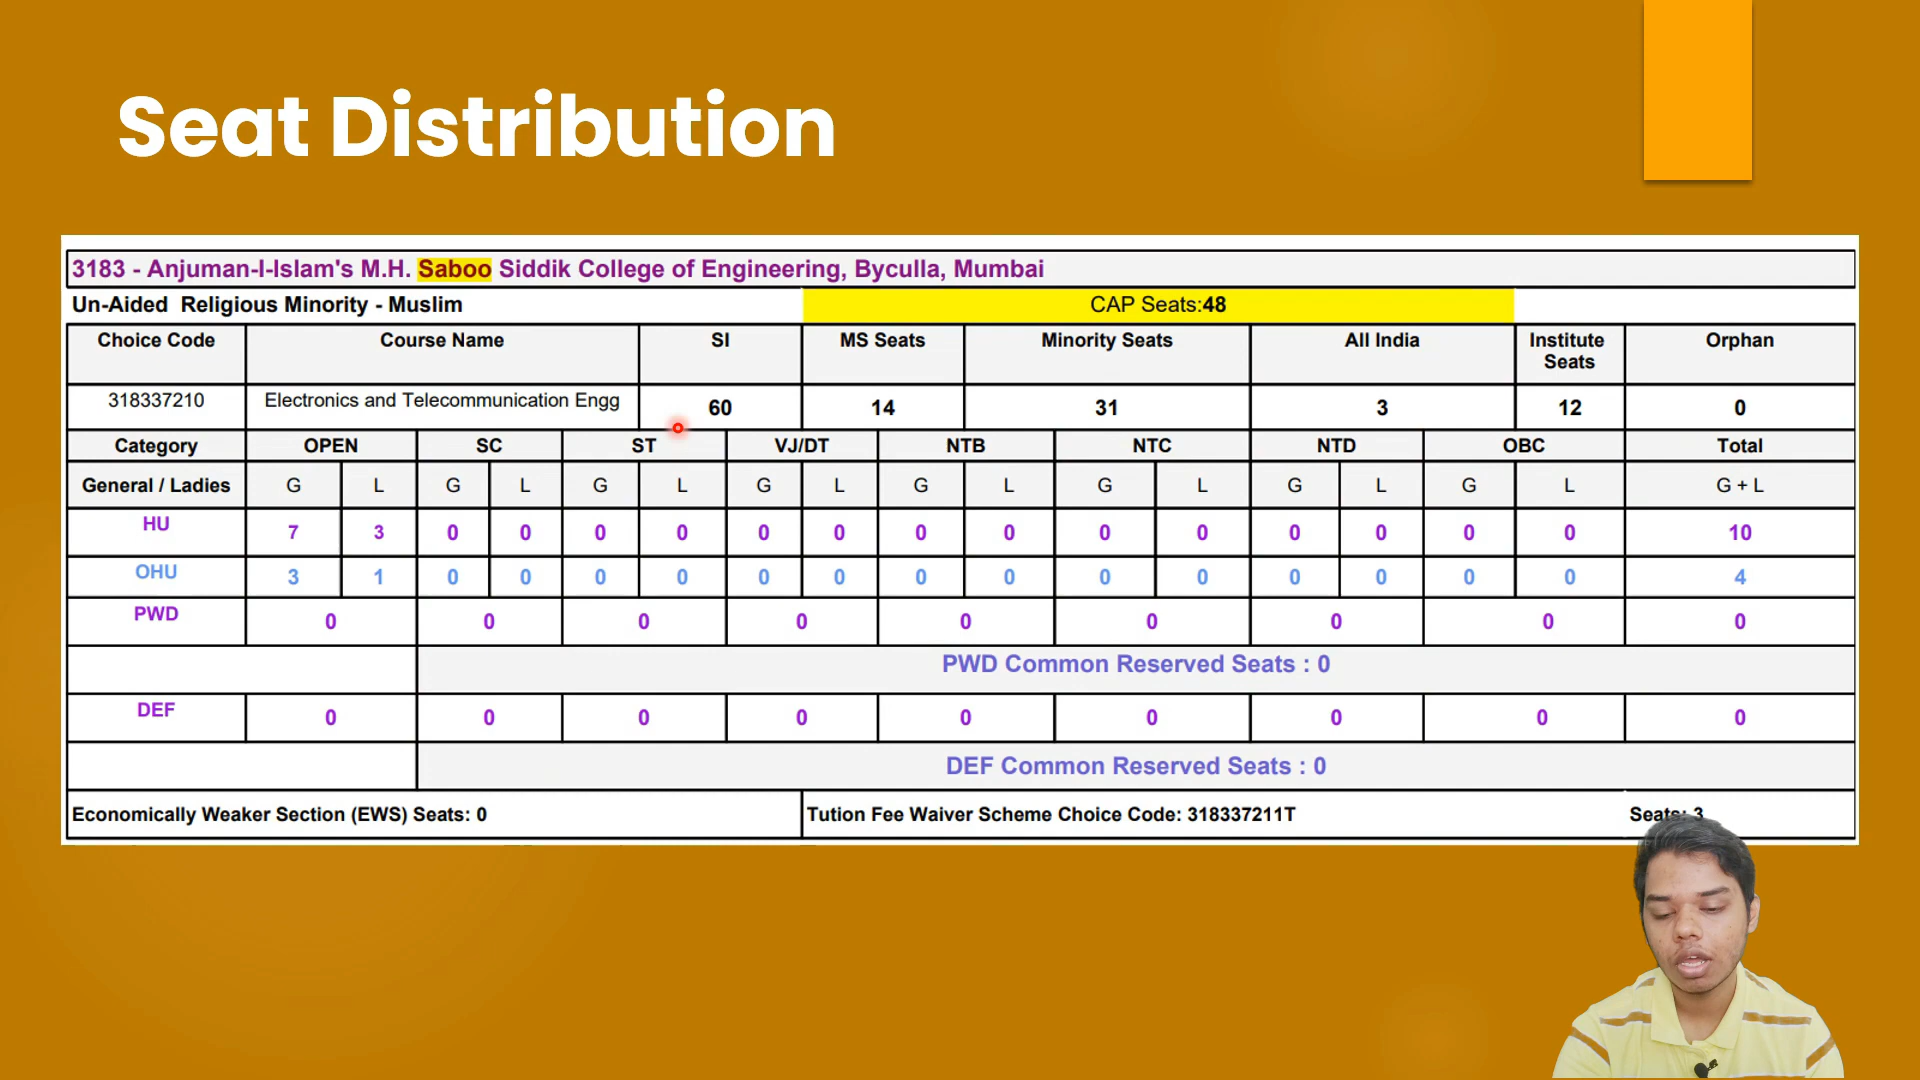 Seat Distribution
3183 - Anjuman-I-Islam's M.H. Saboo Siddik College of Engineering, Byculla, Mumbai
Un-Aided Religious Minority - Muslim CAP Seats:48
Choice Code Course Name SI MS Seats Minority Seats All India Institute Seats Orphan
318337210 Electronics and Telecommunication Engg 60 14 31 3 12 0
Category OPEN SC ST VJ/DT NTB NTC NTD OBC Total
General / Ladies G L G L G L G L G L G L G L G L G + L
HU 7 3 0 0 0 0 0 0 0 0 0 0 0 0 0 0 10
OHU 3 1 0 0 0 0 0 0 0 0 0 0 0 0 0 0 4
PWD 0 0 0 0 0 0 0 0 0
PWD Common Reserved Seats : 0
DEF 0 0 0 0 0 0 0 0 0
DEF Common Reserved Seats : 0
Economically Weaker Section (EWS) Seats: 0 Tution Fee Waiver Scheme Choice Code: 318337211T Seats: 3